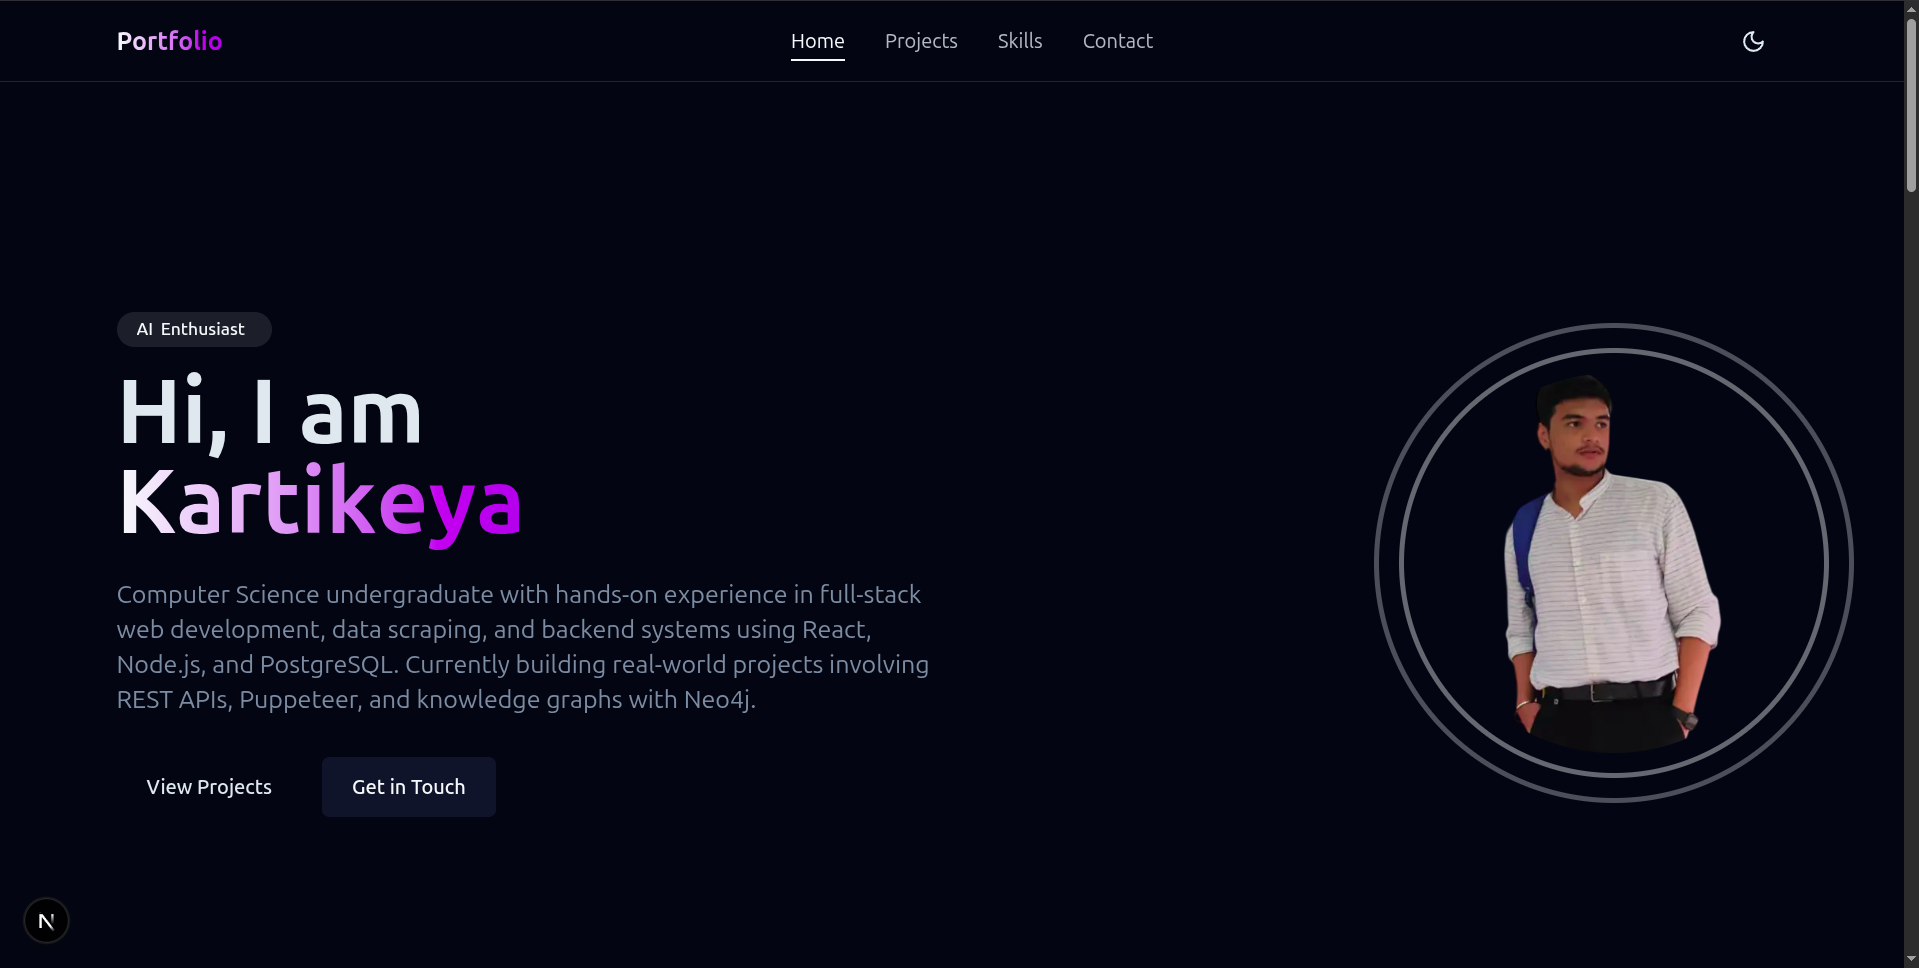 Portfolio
Home
Projects
Skills
Contact
AI Enthusiast
Hi, I am
Kartikeya
Computer Science undergraduate with hands-on experience in full-stack
web development, data scraping, and backend systems using React,
Node.js, and PostgreSQL. Currently building real-world projects involving
REST APIs, Puppeteer, and knowledge graphs with Neo4j.
View Projects
Get in Touch
N